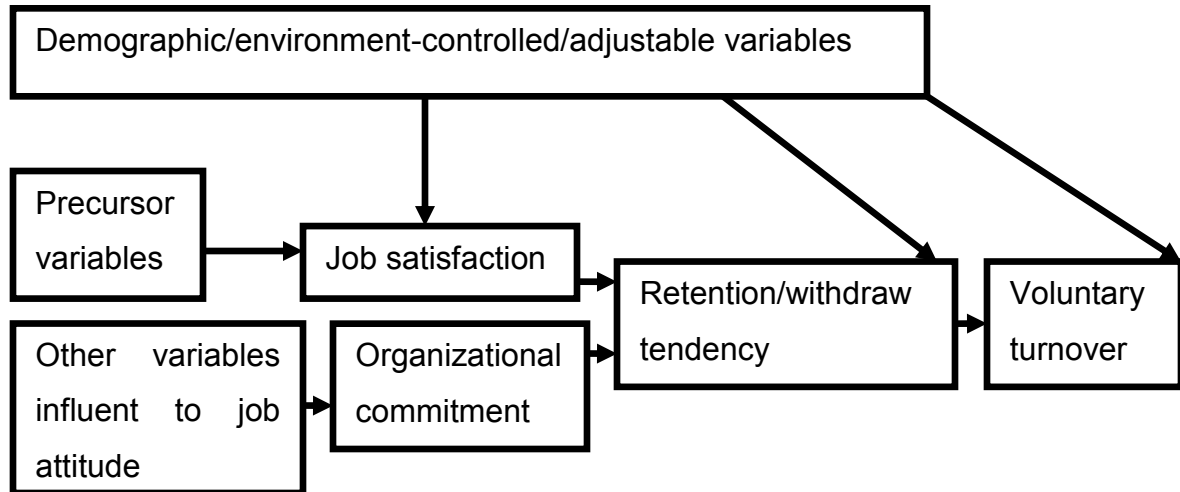 Demographic/environment-controlled/adjustable variables
Precursor
variables
Job satisfaction
Retention/withdraw
tendency
Voluntary
turnover
Other variables
influent to job
attitude
Organizational
commitment